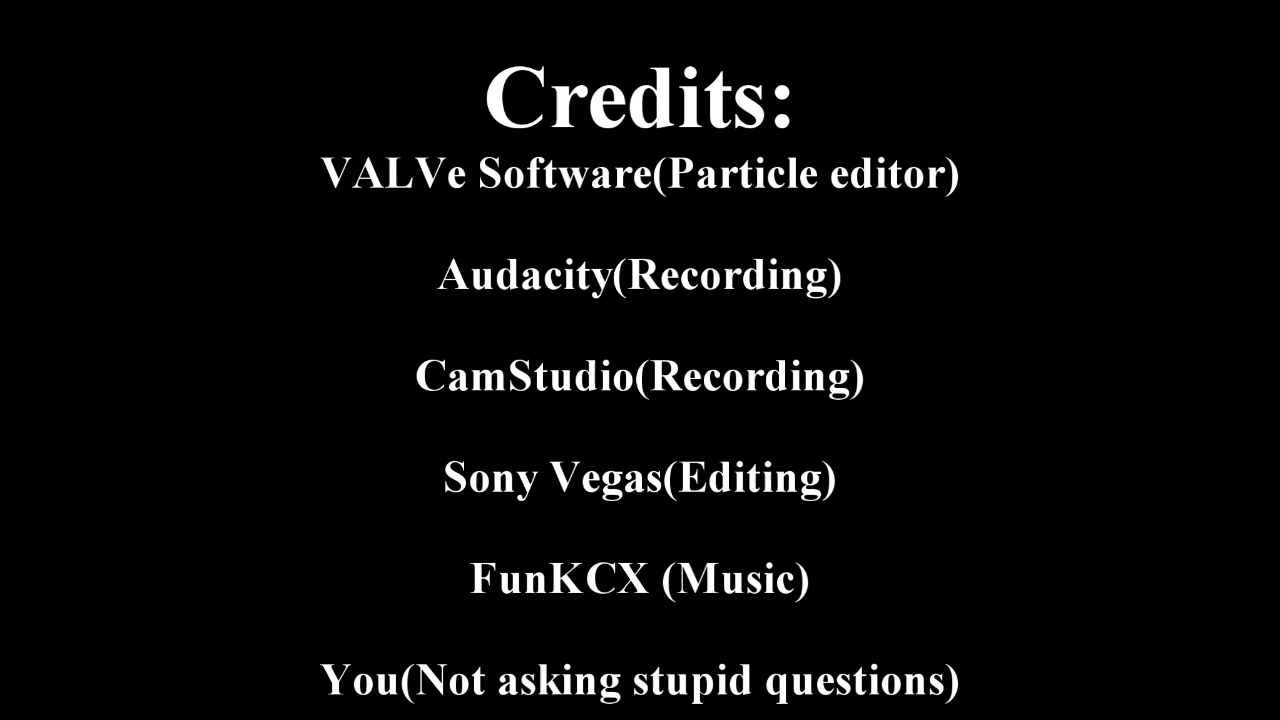 Credits:
VALVe Software(Particle editor)
Audacity(Recording)
CamStudio(Recording)
Sony Vegas(Editing)
FunKCX (Music)
You(Not asking stupid questions)